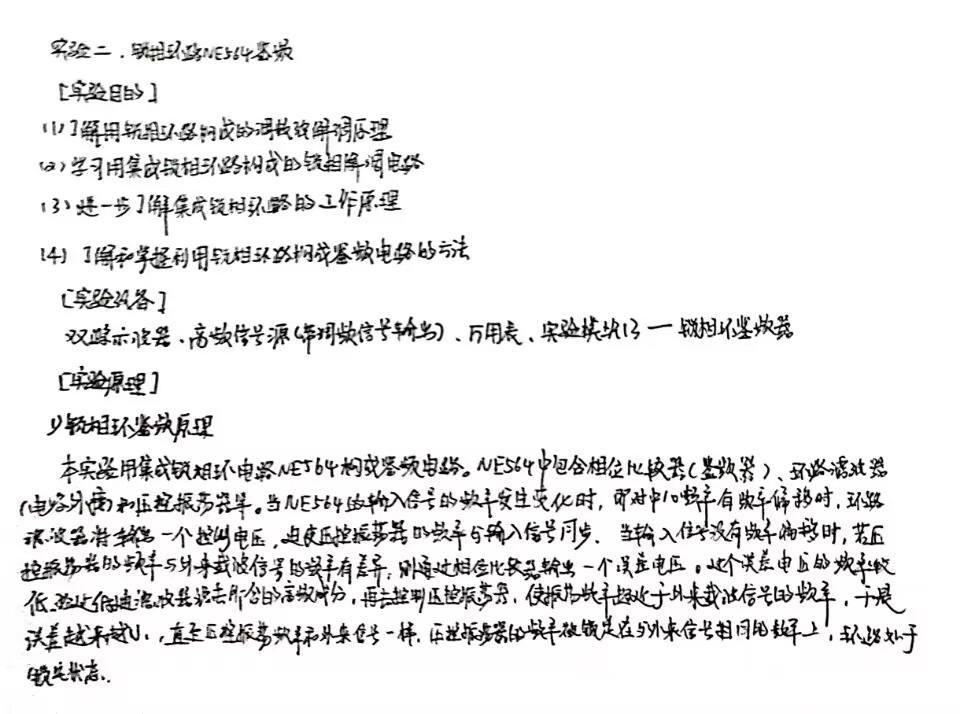 实验二、锁相环路NE564鉴频
[实验目的]
(1)了解用锁相环路构成的调频波解调原理
(2)学习用集成锁相环路构成的锁相解调电路
(3)进一步了解集成锁相环路的工作原理
(4)了解和掌握利用锁相环路构成鉴频电路的方法
[实验设备]
双踪示波器、高频信号源(带调频信号输出)、万用表、实验模块13—锁相环鉴频器
[实验原理]
1)锁相环鉴频原理
本实验用集成锁相环电路NE564构成鉴频电路。NE564中包含相位比较器(鉴频器)、环路滤波器
(电容外接)和压控振荡器等。当NE564的输入信号的频率发生变化时,即对中心频率有频率偏移时,环路
滤波器将输出一个控制电压,迫使压控振荡器的频率与输入信号同步.当输入信号没有频率偏移时,若压
控振荡器的频率与外来载波信号的频率有差异,则通过相位比较器输出一个误差电压。这个误差电压的频率较
低,经过低通滤波器滤去所含的高频成分,再去控制压控振荡器,使振荡频率趋近于外来载波信号的频率,于是
误差越来越小,直至压控振荡频率和外来信号一样,压控振荡器的频率被锁定在与外来信号相同的频率上,环路处于
锁定状态.